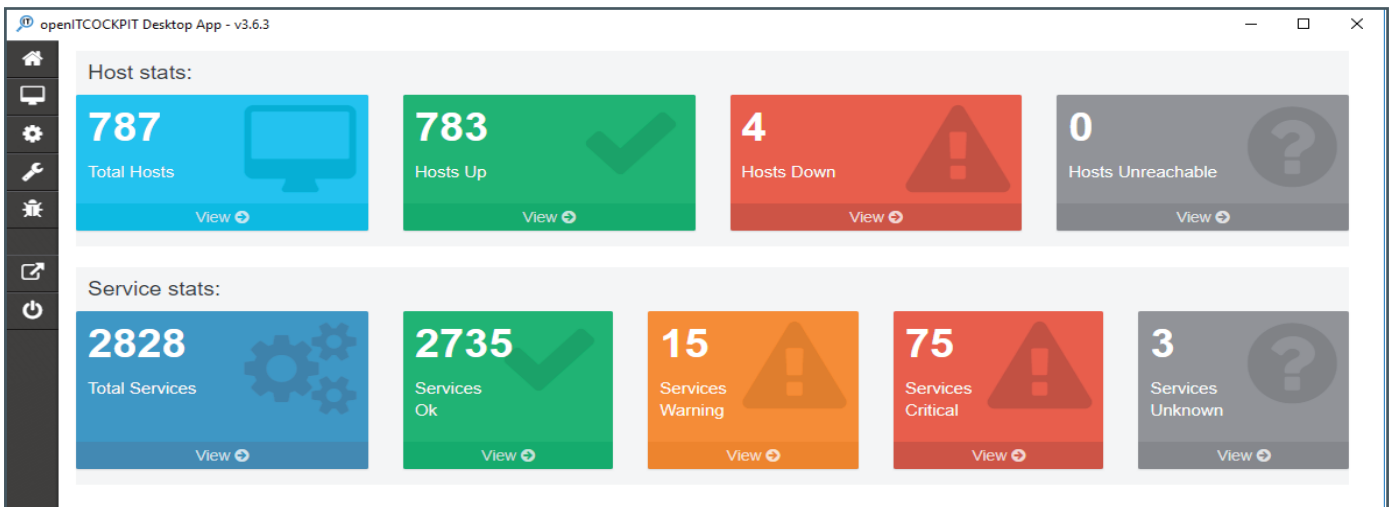 openITCOCKPIT Desktop App - v3.6.3
Host stats:
787
Total Hosts
View
783
Hosts Up
View
4
Hosts Down
View
0
Hosts Unreachable
View
Service stats:
2828
Total Services
View
2735
Services
Ok
View
15
Services
Warning
View
75
Services
Critical
View
3
Services
Unknown
View